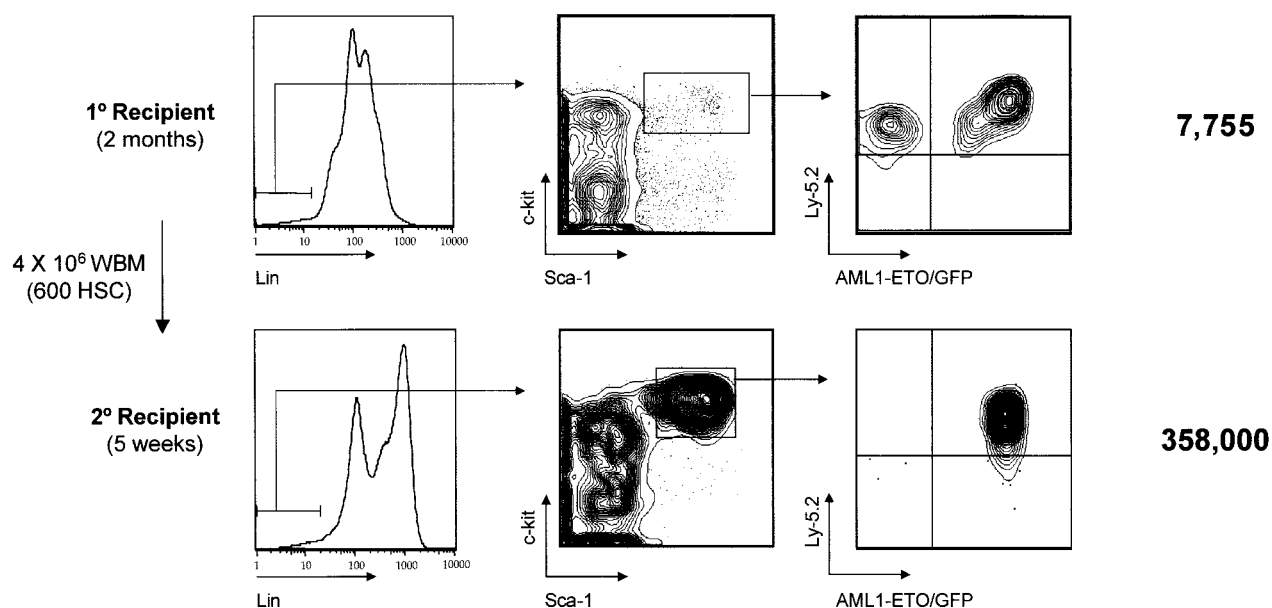 1º Recipient
(2 months)
1 10 100 1000 10000
Lin
c-kit
Sca-1
Ly-5.2
AML1-ETO/GFP
7,755
4 X 10⁶ WBM
(600 HSC)
2º Recipient
(5 weeks)
1 10 100 1000 10000
Lin
c-kit
Sca-1
Ly-5.2
AML1-ETO/GFP
358,000